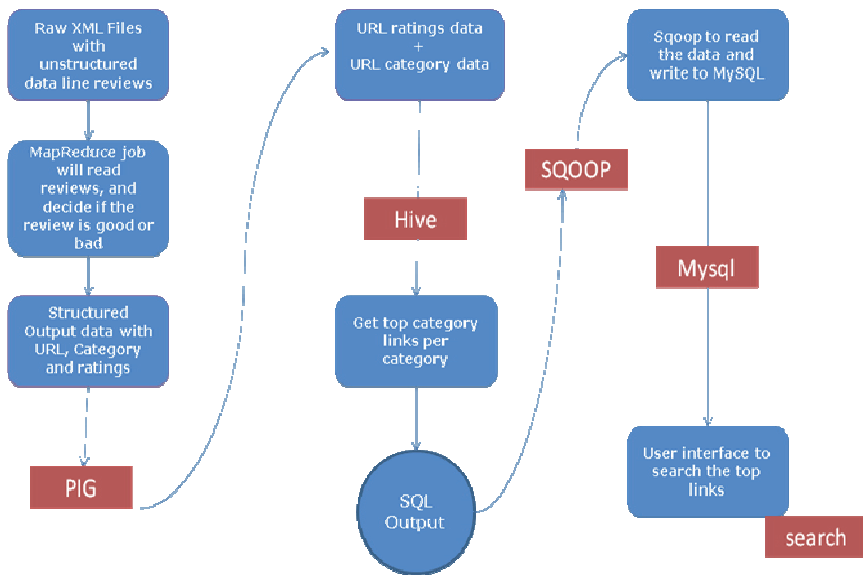 Raw XML Files
with
unstructured
data line reviews
MapReduce job
will read
reviews, and
decide if the
review is good or
bad
Structured
Output data with
URL, Category
and ratings
PIG
URL ratings data
+
URL category data
Hive
Get top category
links per
category
SQL
Output
SQOOP
Sqoop to read
the data and
write to MySQL
Mysql
User interface to
search the top
links
search